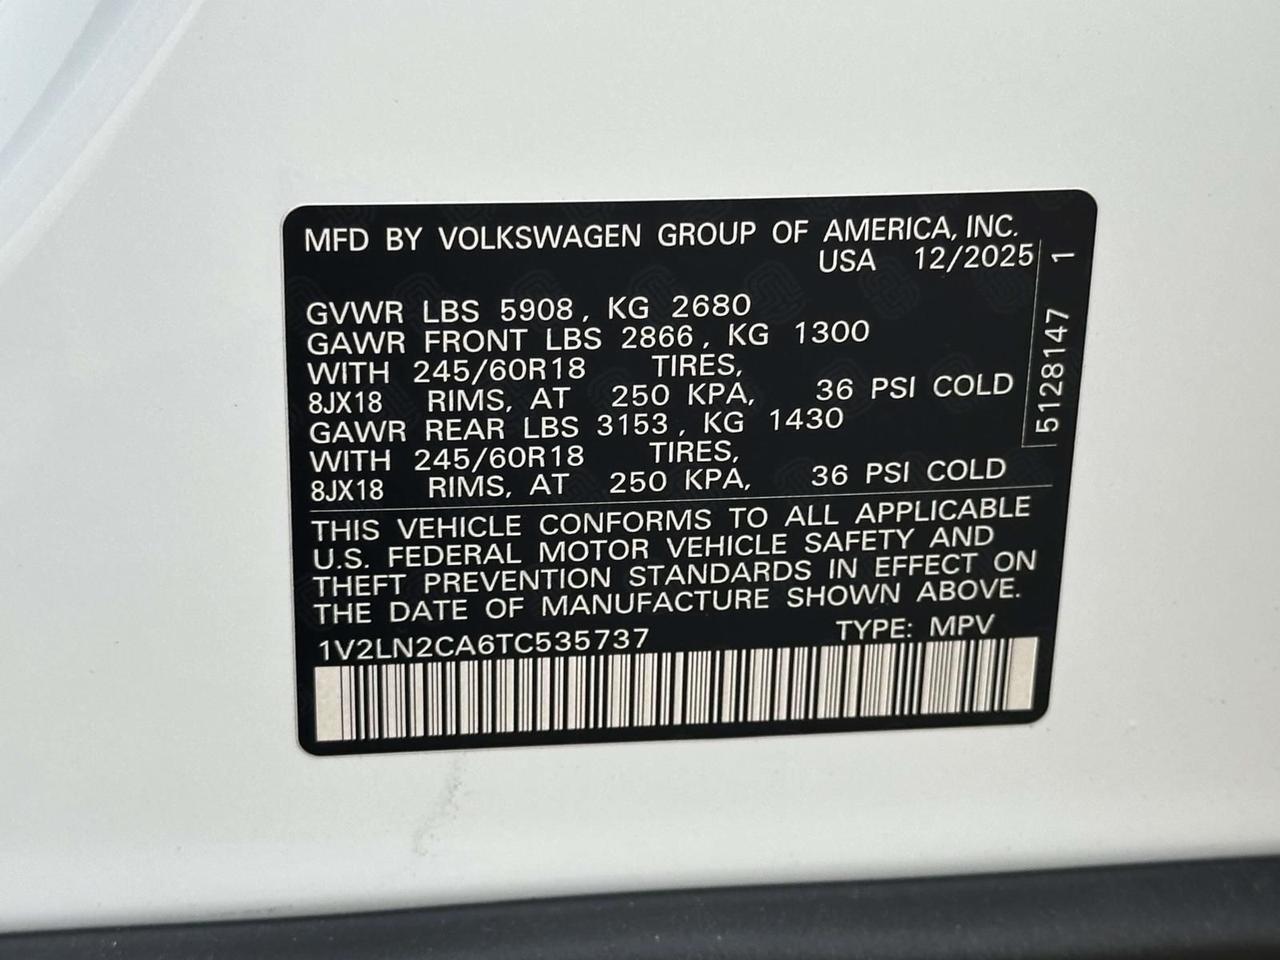 MFD BY VOLKSWAGEN GROUP OF AMERICA, INC.
USA 12/2025
GVWR LBS 5908, KG 2680
GAWR FRONT LBS 2866, KG 1300
WITH 245/60R18 TIRES,
8JX18 RIMS, AT 250 KPA, 36 PSI COLD
GAWR REAR LBS 3153, KG 1430
WITH 245/60R18 TIRES,
8JX18 RIMS, AT 250 KPA, 36 PSI COLD
5128147 1
THIS VEHICLE CONFORMS TO ALL APPLICABLE
U.S. FEDERAL MOTOR VEHICLE SAFETY AND
THEFT PREVENTION STANDARDS IN EFFECT ON
THE DATE OF MANUFACTURE SHOWN ABOVE.
1V2LN2CA6TC535737 TYPE: MPV